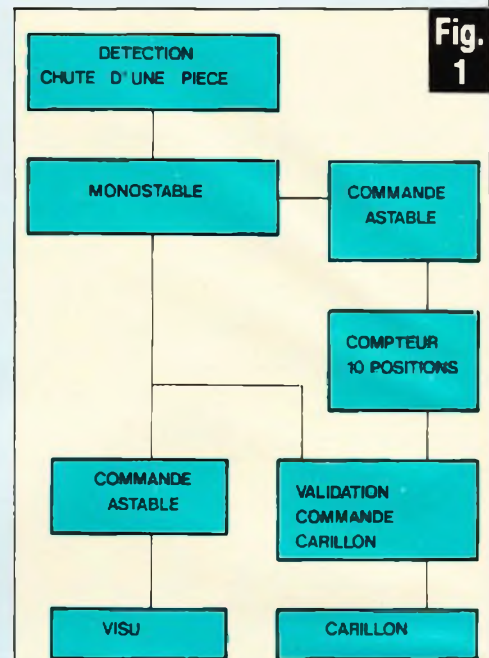 Fig.
1
DETECTION
CHUTE D'UNE PIECE
MONOSTABLE
COMMANDE
ASTABLE
COMPTEUR
10 POSITIONS
COMMANDE
ASTABLE
VALIDATION
COMMANDE
CARILLON
VISU
CARILLON